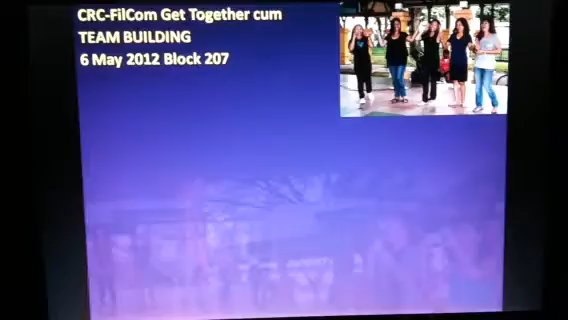 CRC-FilCom Get Together cum
TEAM BUILDING
6 May 2012 Block 207